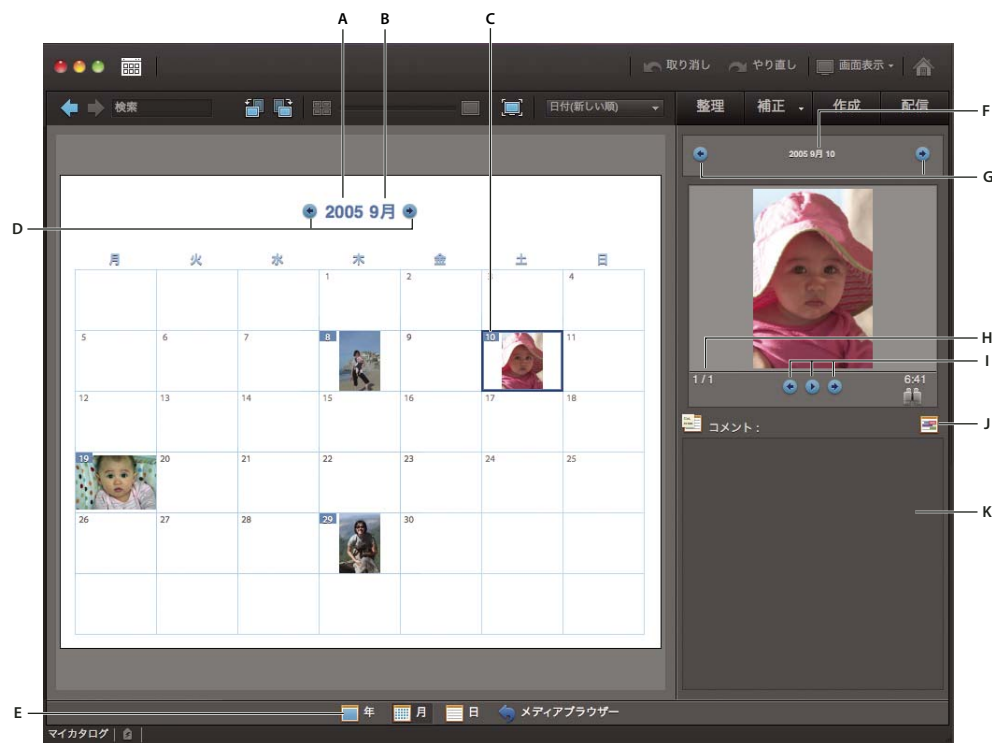 A B C
取り消し やり直し 画面表示
検索 日付(新しい順) 整理 補正 作成 配信
F
2005 9月 10
G
2005 9月
D
月 火 水 木 金 土 日
1 2 3 4
5 6 7 8 9 10 11
H
I
1 / 1 6:41
12 13 14 15 16 17 18
コメント :
J
19 20 21 22 23 24 25
K
26 27 28 29 30
E
年 月 日 メディアブラウザー
マイカタログ